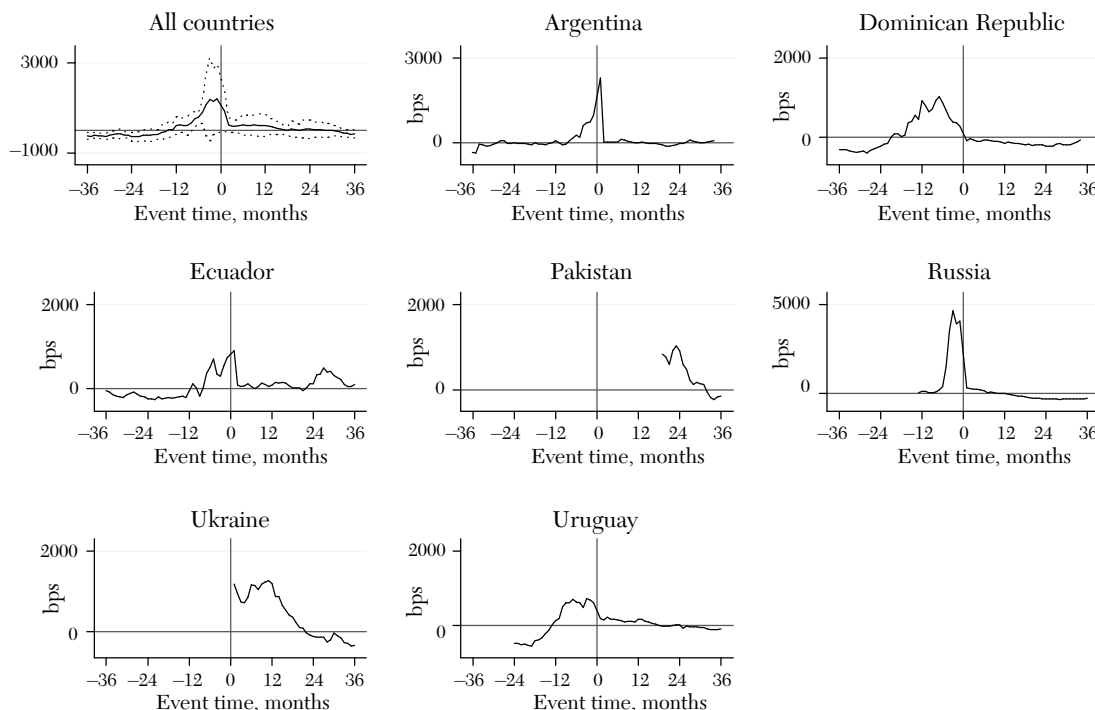 All countries
3000
−1000
−36 −24 −12 0 12 24 36
Event time, months
Argentina
bps
3000
0
−36 −24 −12 0 12 24 36
Event time, months
Dominican Republic
bps
2000
0
−36 −24 −12 0 12 24 36
Event time, months
Ecuador
bps
2000
0
−36 −24 −12 0 12 24 36
Event time, months
Pakistan
bps
2000
0
−36 −24 −12 0 12 24 36
Event time, months
Russia
bps
5000
0
−36 −24 −12 0 12 24 36
Event time, months
Ukraine
bps
2000
0
−36 −24 −12 0 12 24 36
Event time, months
Uruguay
bps
2000
0
−36 −24 −12 0 12 24 36
Event time, months